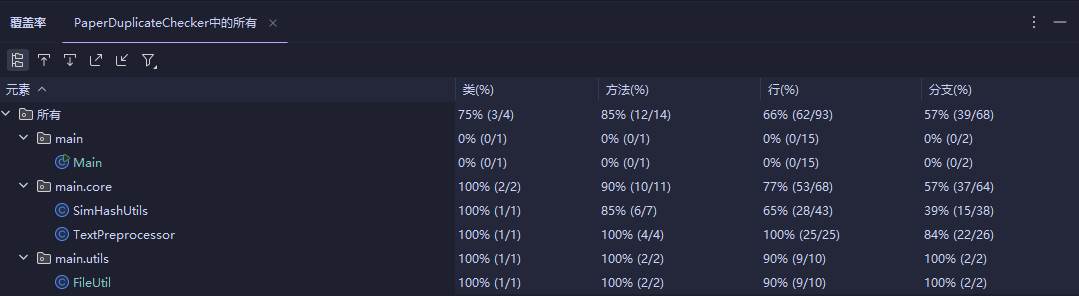 覆盖率 PaperDuplicateChecker中的所有
元素 类(%) 方法(%) 行(%) 分支(%)
所有 75% (3/4) 85% (12/14) 66% (62/93) 57% (39/68)
main 0% (0/1) 0% (0/1) 0% (0/15) 0% (0/2)
Main 0% (0/1) 0% (0/1) 0% (0/15) 0% (0/2)
main.core 100% (2/2) 90% (10/11) 77% (53/68) 57% (37/64)
SimHashUtils 100% (1/1) 85% (6/7) 65% (28/43) 39% (15/38)
TextPreprocessor 100% (1/1) 100% (4/4) 100% (25/25) 84% (22/26)
main.utils 100% (1/1) 100% (2/2) 90% (9/10) 100% (2/2)
FileUtil 100% (1/1) 100% (2/2) 90% (9/10) 100% (2/2)